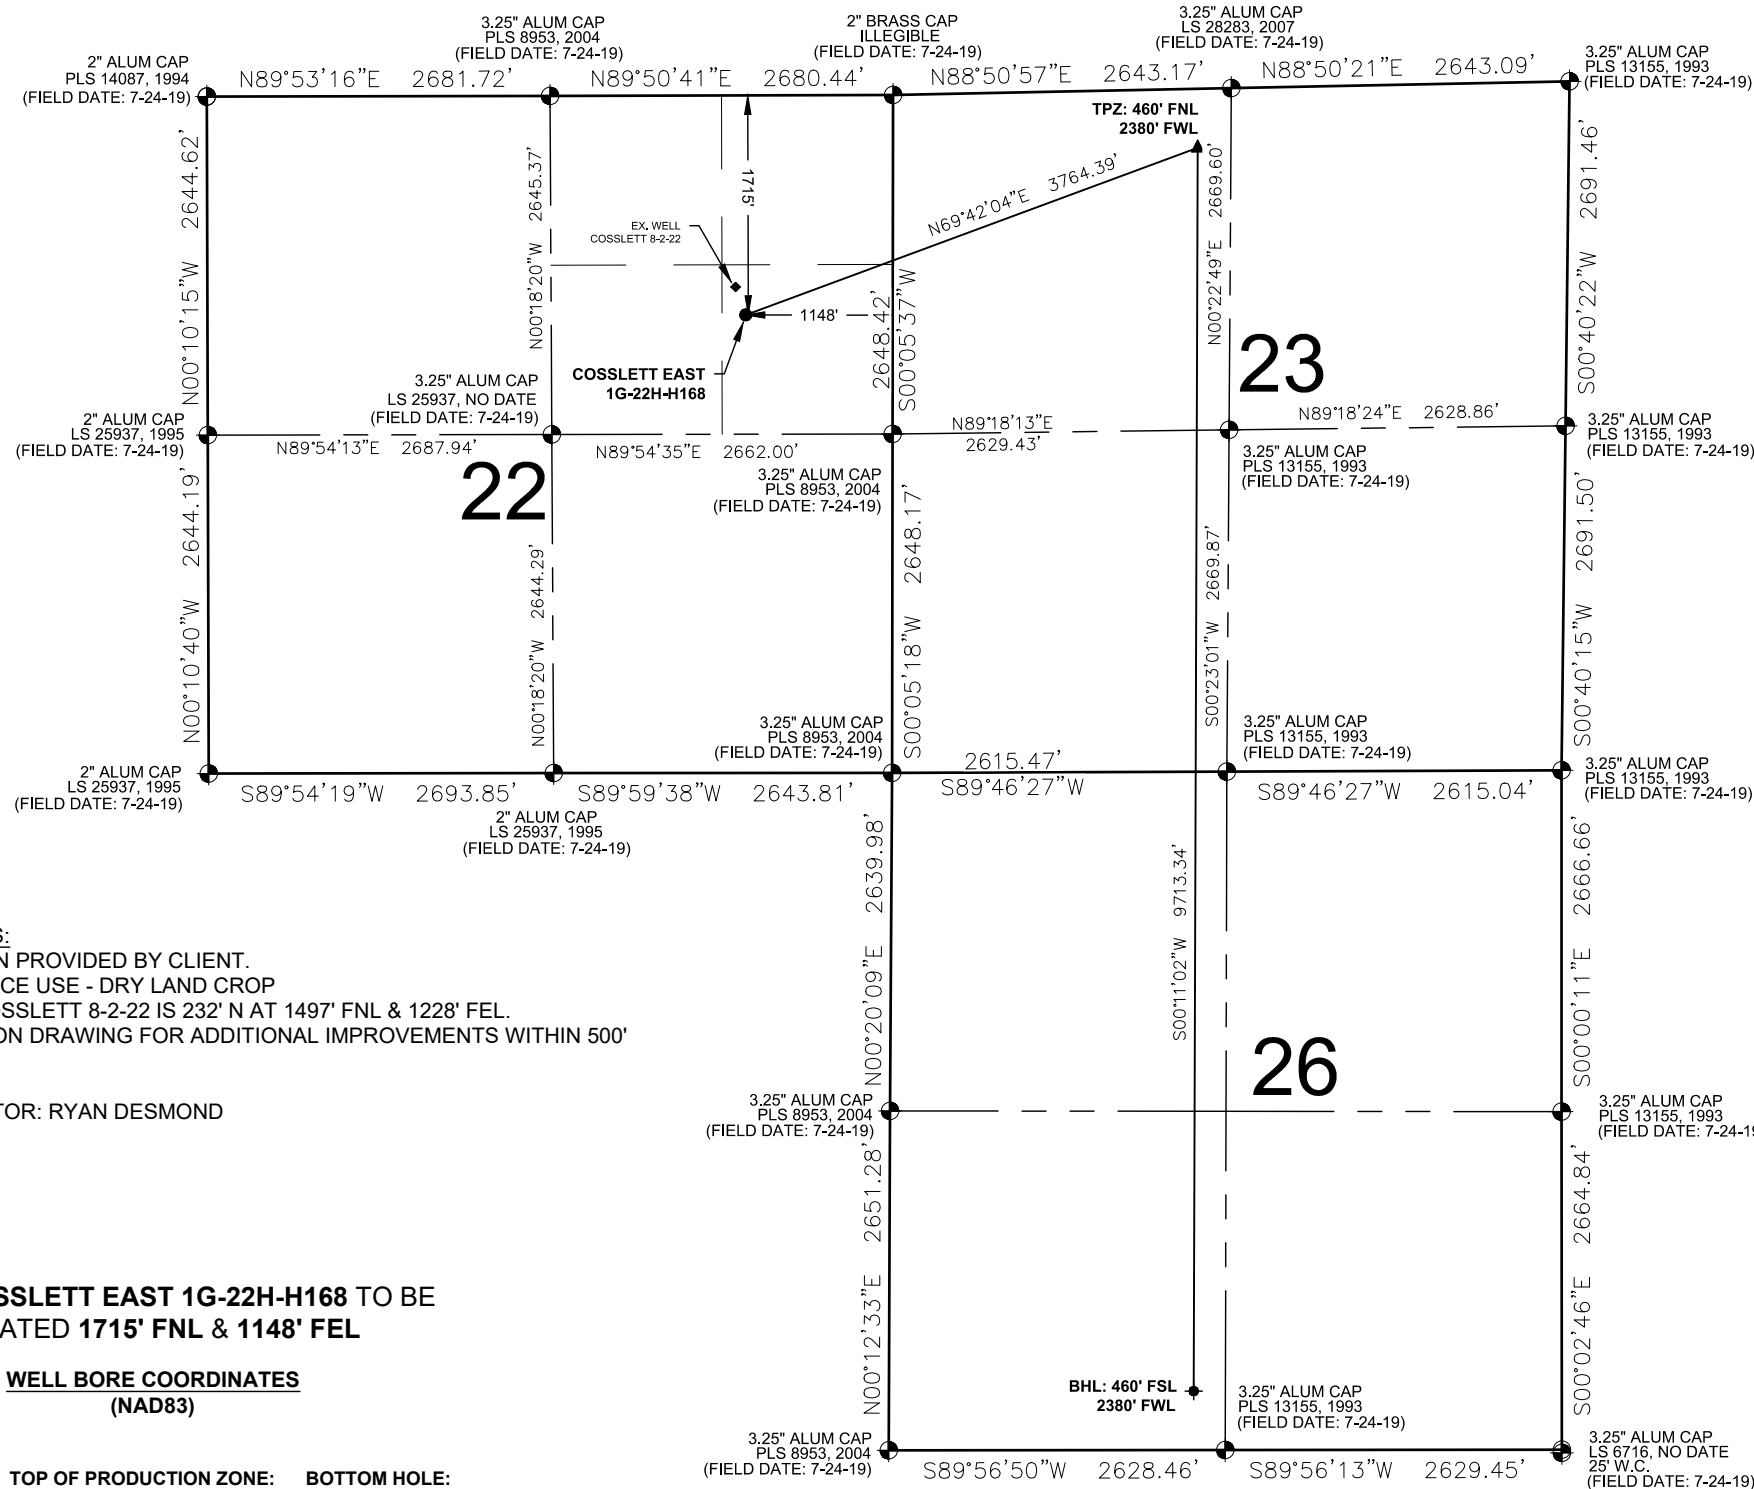 3.25" ALUM CAP
PLS 8953, 2004
(FIELD DATE: 7-24-19)
2" BRASS CAP
ILLEGIBLE
(FIELD DATE: 7-24-19)
3.25" ALUM CAP
LS 28283, 2007
(FIELD DATE: 7-24-19)
2" ALUM CAP
PLS 14087, 1994
(FIELD DATE: 7-24-19)
3.25" ALUM CAP
PLS 13155, 1993
(FIELD DATE: 7-24-19)
N89°53'16"E 2681.72'
N89°50'41"E 2680.44'
N88°50'57"E 2643.17'
N88°50'21"E 2643.09'
TPZ: 460' FNL
2380' FWL
N00°10'15"W 2644.62'
N00°18'20"W 2645.37'
1715'
EX. WELL
COSSLETT 8-2-22
N69°42'04"E 3764.39'
N00°22'49"E 2669.60'
S00°40'22"W 2691.46'
1148'
2648.42'
S00°05'37"W
COSSLETT EAST
1G-22H-H168
23
3.25" ALUM CAP
LS 25937, NO DATE
(FIELD DATE: 7-24-19)
2" ALUM CAP
LS 25937, 1995
(FIELD DATE: 7-24-19)
N89°54'13"E 2687.94'
N89°54'35"E 2662.00'
N89°18'13"E
2629.43'
N89°18'24"E 2628.86'
3.25" ALUM CAP
PLS 13155, 1993
(FIELD DATE: 7-24-19)
3.25" ALUM CAP
PLS 13155, 1993
(FIELD DATE: 7-24-19)
22
3.25" ALUM CAP
PLS 8953, 2004
(FIELD DATE: 7-24-19)
N00°10'40"W 2644.19'
N00°18'20"W 2644.29'
S00°05'18"W 2648.17'
S00°23'01"W 2669.87'
S00°40'15"W 2691.50'
3.25" ALUM CAP
PLS 8953, 2004
(FIELD DATE: 7-24-19)
3.25" ALUM CAP
PLS 13155, 1993
(FIELD DATE: 7-24-19)
2" ALUM CAP
LS 25937, 1995
(FIELD DATE: 7-24-19)
3.25" ALUM CAP
PLS 13155, 1993
(FIELD DATE: 7-24-19)
S89°54'19"W 2693.85'
S89°59'38"W 2643.81'
2615.47'
S89°46'27"W
S89°46'27"W 2615.04'
2" ALUM CAP
LS 25937, 1995
(FIELD DATE: 7-24-19)
N00°20'09"E 2639.98'
S00°11'02"W 9713.34'
S00°00'11"E 2666.66'
S:
N PROVIDED BY CLIENT.
CE USE - DRY LAND CROP
OSSLETT 8-2-22 IS 232' N AT 1497' FNL & 1228' FEL.
ON DRAWING FOR ADDITIONAL IMPROVEMENTS WITHIN 500'
TOR: RYAN DESMOND
26
3.25" ALUM CAP
PLS 8953, 2004
(FIELD DATE: 7-24-19)
3.25" ALUM CAP
PLS 13155, 1993
(FIELD DATE: 7-24-19
N00°12'33"E 2651.28'
S00°02'46"E 2664.84'
SSLETT EAST 1G-22H-H168 TO BE
ATED 1715' FNL & 1148' FEL
WELL BORE COORDINATES
(NAD83)
BHL: 460' FSL
2380' FWL
3.25" ALUM CAP
PLS 13155, 1993
(FIELD DATE: 7-24-19)
3.25" ALUM CAP
PLS 8953, 2004
(FIELD DATE: 7-24-19)
3.25" ALUM CAP
LS 6716, NO DATE
25' W.C.
(FIELD DATE: 7-24-19)
S89°56'50"W 2628.46'
S89°56'13"W 2629.45'
TOP OF PRODUCTION ZONE: BOTTOM HOLE: